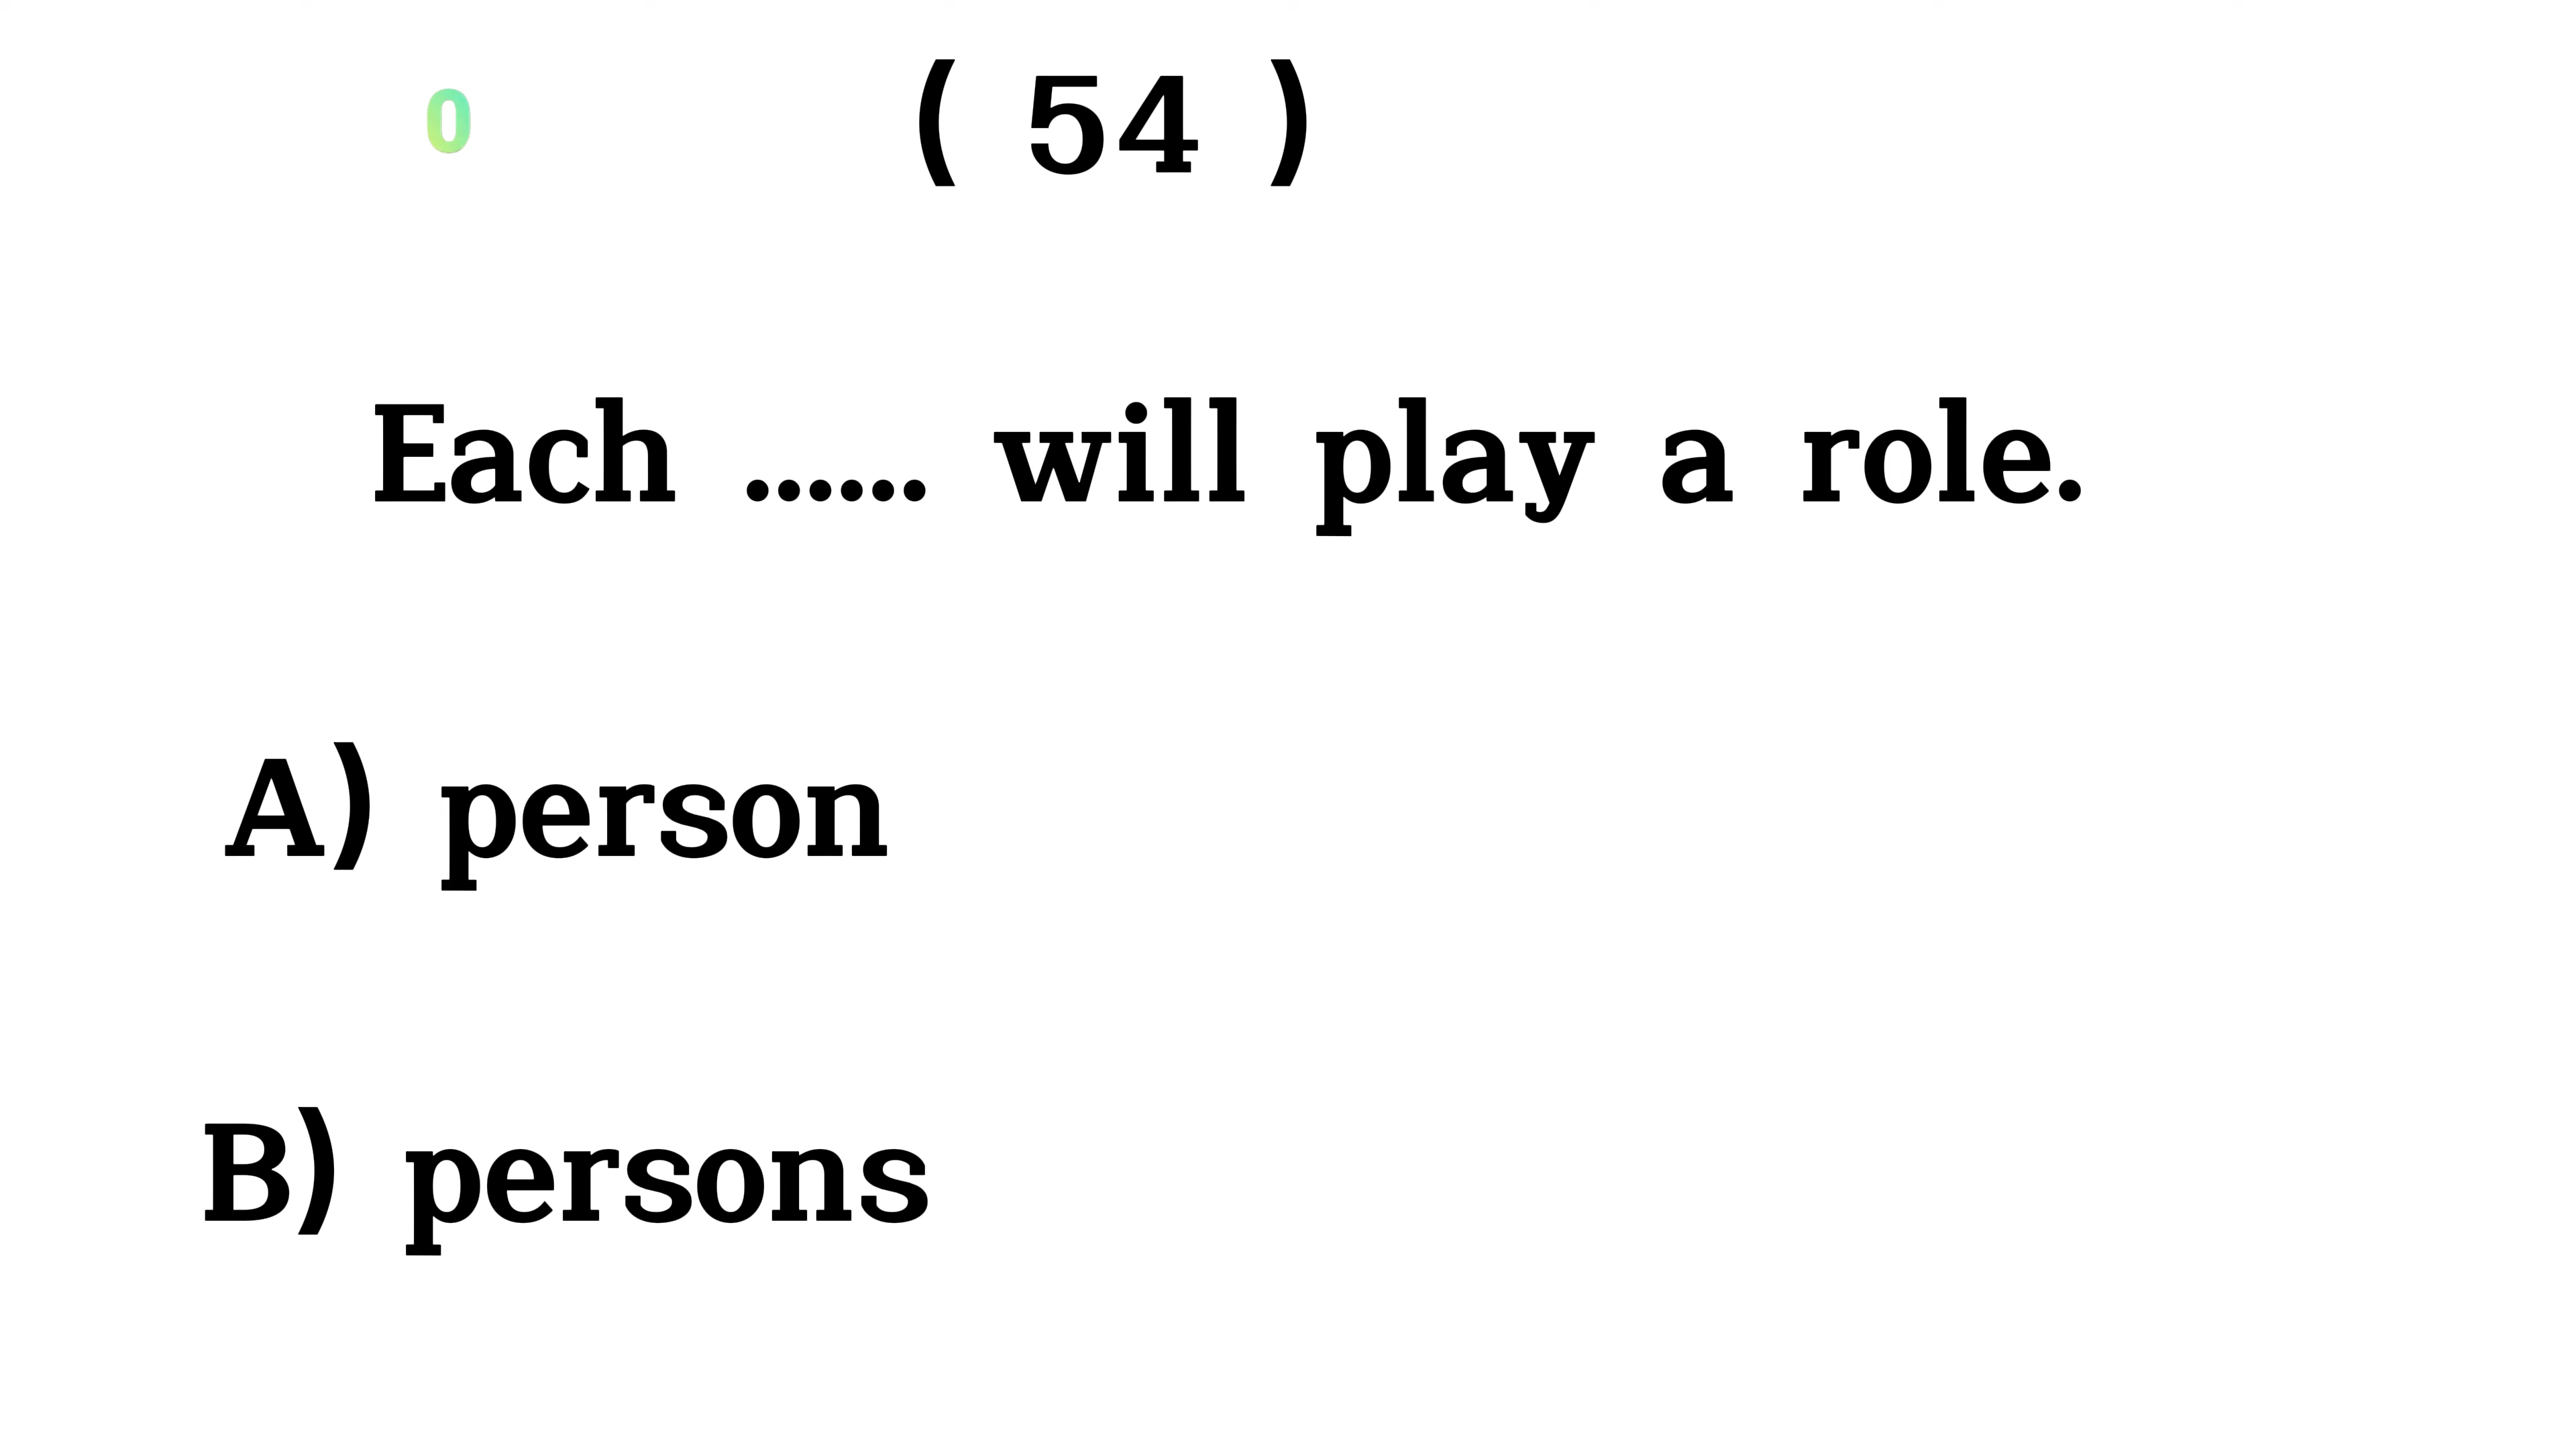 0 ( 54 )
Each ...... will play a role.
A) person
B) persons